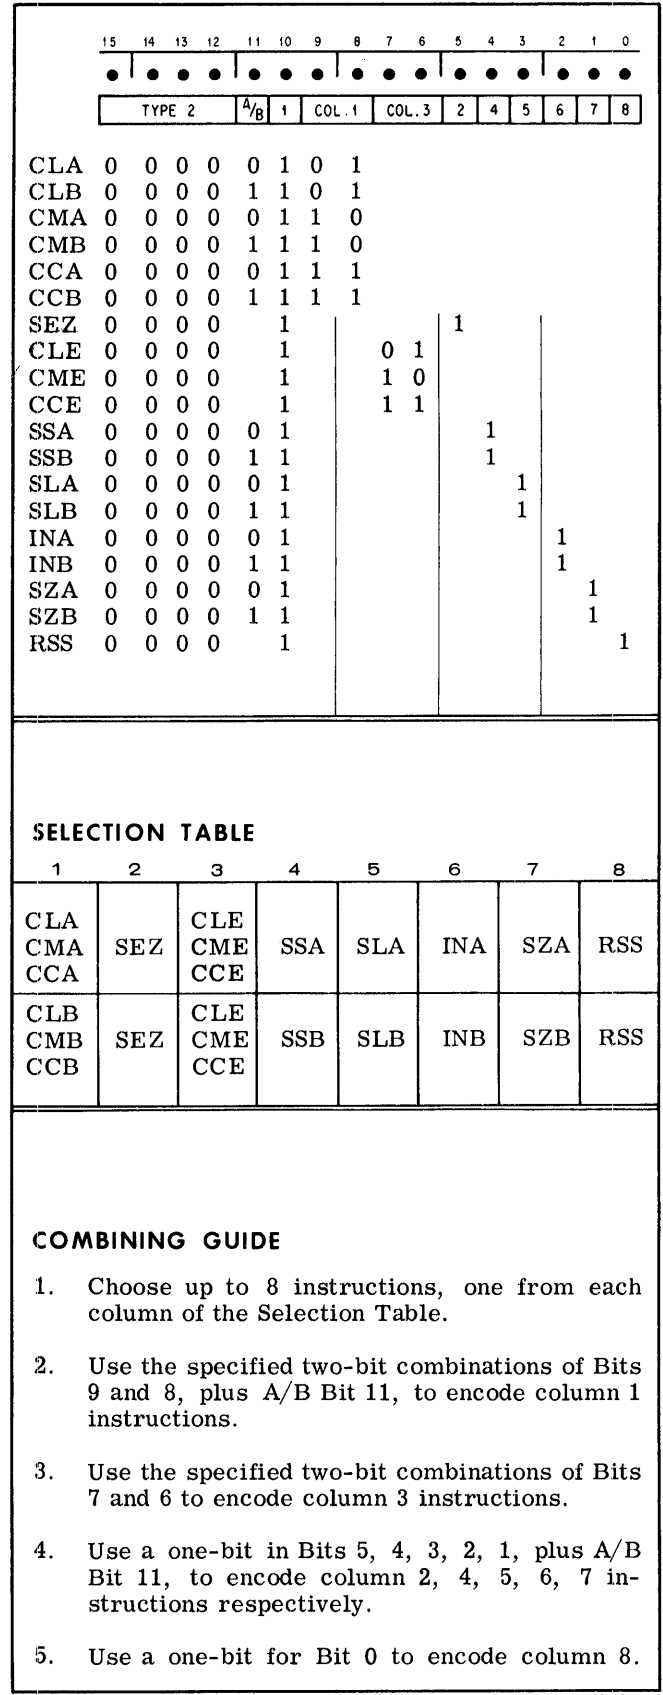 15 14 13 12 11 10 9 8 7 6 5 4 3 2 1 0
TYPE 2 A/B 1 COL.1 COL.3 2 4 5 6 7 8
CLA 0 0 0 0 0 1 0 1
CLB 0 0 0 0 1 1 0 1
CMA 0 0 0 0 0 1 1 0
CMB 0 0 0 0 1 1 1 0
CCA 0 0 0 0 0 1 1 1
CCB 0 0 0 0 1 1 1 1
SEZ 0 0 0 0 1 1
CLE 0 0 0 0 1 0 1
CME 0 0 0 0 1 1 0
CCE 0 0 0 0 1 1 1
SSA 0 0 0 0 0 1 1
SSB 0 0 0 0 1 1 1
SLA 0 0 0 0 0 1 1
SLB 0 0 0 0 1 1 1
INA 0 0 0 0 0 1 1
INB 0 0 0 0 1 1 1
SZA 0 0 0 0 0 1 1
SZB 0 0 0 0 1 1 1
RSS 0 0 0 0 1 1
SELECTION TABLE
1 2 3 4 5 6 7 8
CLA CLE
CMA SEZ CME SSA SLA INA SZA RSS
CCA CCE
CLB CLE
CMB SEZ CME SSB SLB INB SZB RSS
CCB CCE
COMBINING GUIDE
1. Choose up to 8 instructions, one from each
column of the Selection Table.
2. Use the specified two-bit combinations of Bits
9 and 8, plus A/B Bit 11, to encode column 1
instructions.
3. Use the specified two-bit combinations of Bits
7 and 6 to encode column 3 instructions.
4. Use a one-bit in Bits 5, 4, 3, 2, 1, plus A/B
Bit 11, to encode column 2, 4, 5, 6, 7 in-
structions respectively.
5. Use a one-bit for Bit 0 to encode column 8.